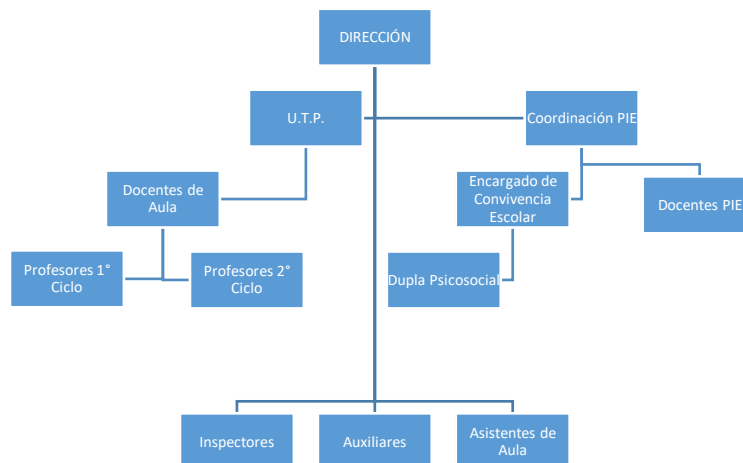 DIRECCIÓN
U.T.P.
Coordinación PIE
Docentes de
Aula
Encargado de
Convivencia
Escolar
Docentes PIE
Profesores 1°
Ciclo
Profesores 2°
Ciclo
Dupla Psicosocial
Inspectores
Auxiliares
Asistentes de
Aula